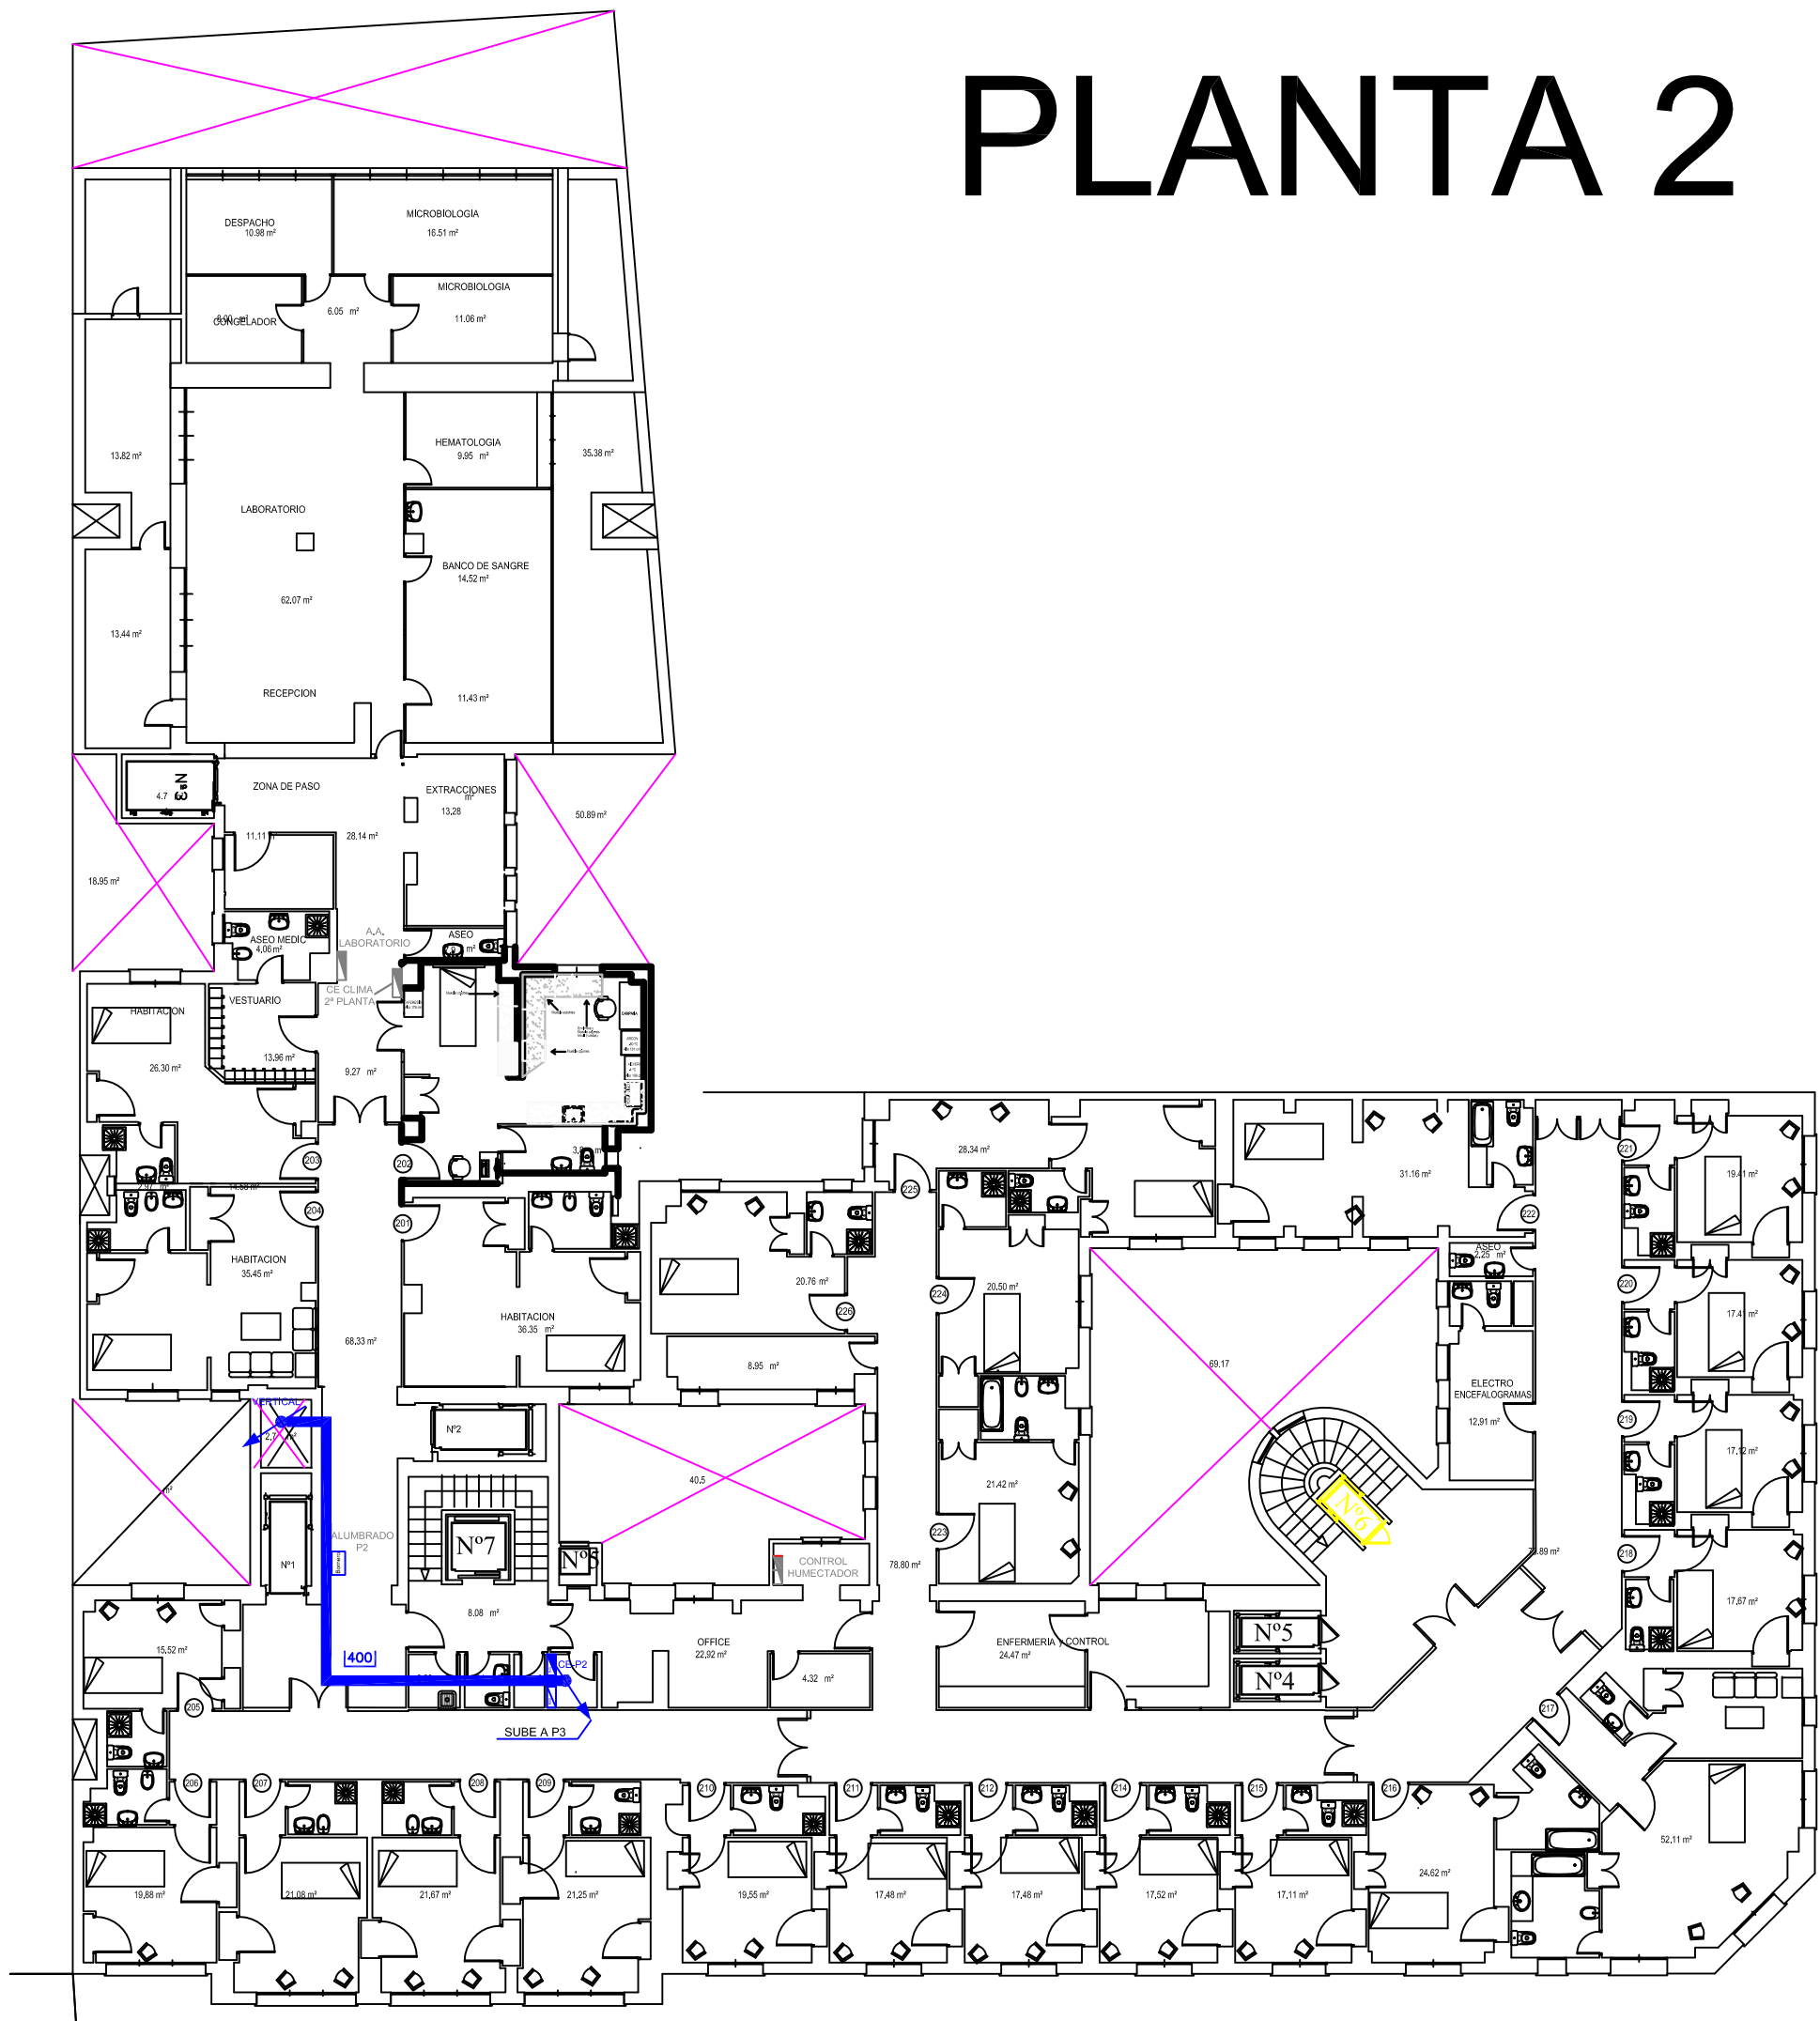 PLANTA 2
DESPACHO
10.98 m²
MICROBIOLOGIA
16.51 m²
MICROBIOLOGIA
11.06 m²
CONGELADOR
6.05 m²
HEMATOLOGIA
9.95 m²
35.38 m²
13.82 m²
LABORATORIO
BANCO DE SANGRE
14.52 m²
62.07 m²
13.44 m²
RECEPCION
11.43 m²
ZONA DE PASO
EXTRACCIONES
m²
13.28
4.7
Nº3
50.89 m²
11.11 m²
28.14 m²
18.95 m²
A.A.
LABORATORIO
ASEO
ASEO MEDIC
4,06m²
CE CLIMA
2ª PLANTA
VESTUARIO
HABITACION
13.96 m²
26.30 m²
9.27 m²
CAMPANA
203
202
204
201
HABITACION
35.45 m²
68.33 m²
HABITACION
36.35 m²
20.76 m²
226
8.95 m²
225
28.34 m²
31.16 m²
221
19.41 m²
222
ASEO
2,25 m²
220
17.41 m²
224
20.50 m²
69.17
ELECTRO
ENCEFALOGRAMAS
12,91 m²
219
17,12 m²
VERTICAL
2,7 m²
Nº2
40,5
m²
21.42 m²
223
Nº6
ALUMBRADO
P2
Nº1
Nº7
Nº5
CONTROL
HUMECTADOR
78.80 m²
218
17,67 m²
8.08 m²
15,52 m²
OFFICE
22,92 m²
ENFERMERIA y CONTROL
24.47 m²
Nº5
Nº4
400
CE-P2
4.32 m²
205
SUBE A P3
217
206
207
208
209
210
211
212
214
215
216
52,11 m²
19,88 m²
21,08 m²
21,67 m²
21,25 m²
19,55 m²
17,48 m²
17,48 m²
17,52 m²
17,11 m²
24,62 m²